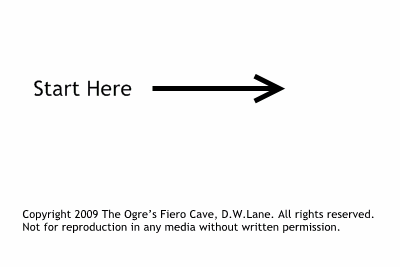 Start Here
Copyright 2009 The Ogre's Fiero Cave, D.W.Lane. All rights reserved.
Not for reproduction in any media without written permission.